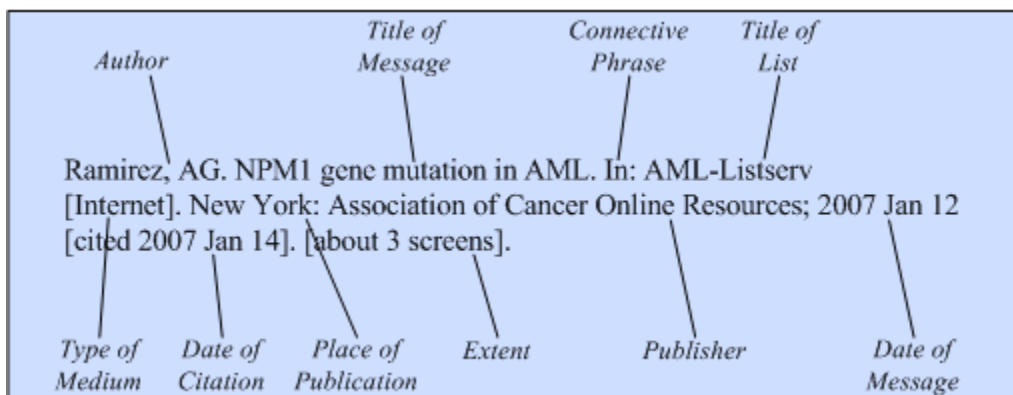 Title of Connective Title of
Author Message Phrase List
Ramirez, AG. NPM1 gene mutation in AML. In: AML-Listserv
[Internet]. New York: Association of Cancer Online Resources; 2007 Jan 12
[cited 2007 Jan 14]. [about 3 screens].
Type of Date of Place of Extent Publisher Date of
Medium Citation Publication Message